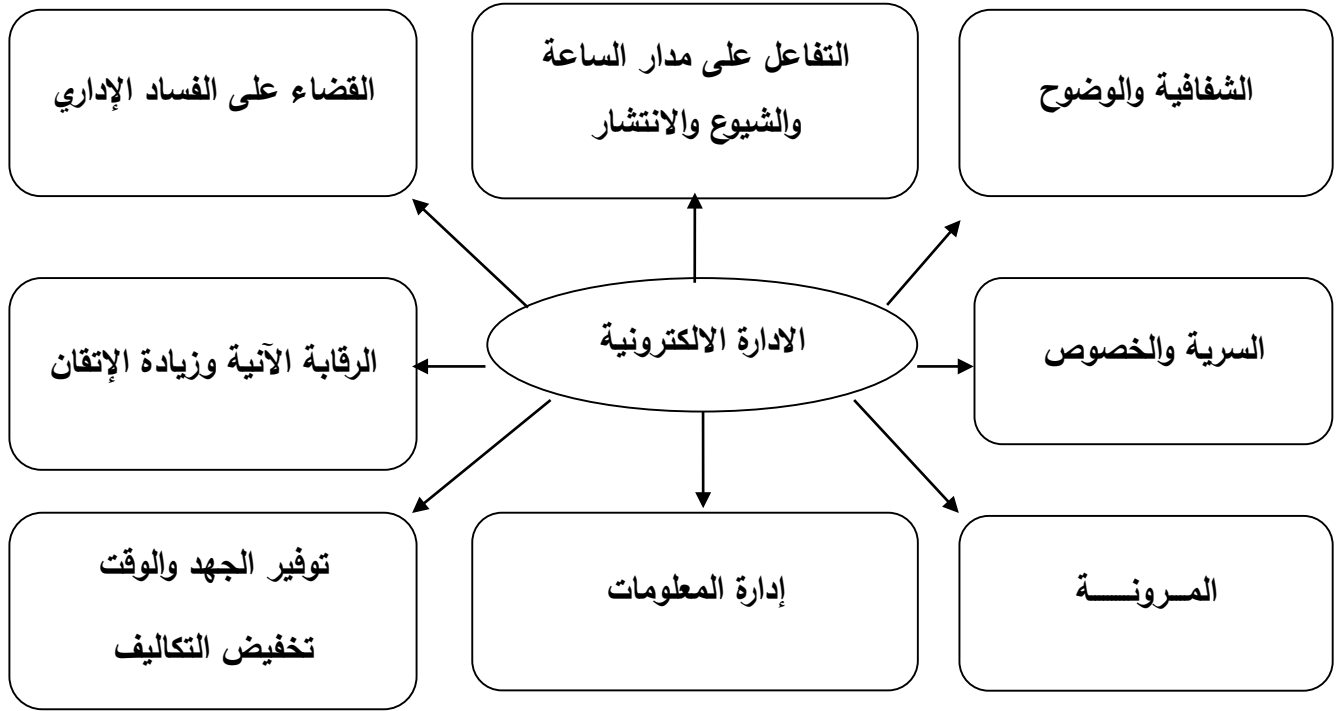 الشفافية والوضوح
التفاعل على مدار الساعة
والشيوع والانتشار
القضاء على الفساد الإداري
السرية والخصوص
الادارة الالكترونية
الرقابة الآنية وزيادة الإتقان
المــرونـــــة
إدارة المعلومات
توفير الجهد والوقت
تخفيض التكاليف